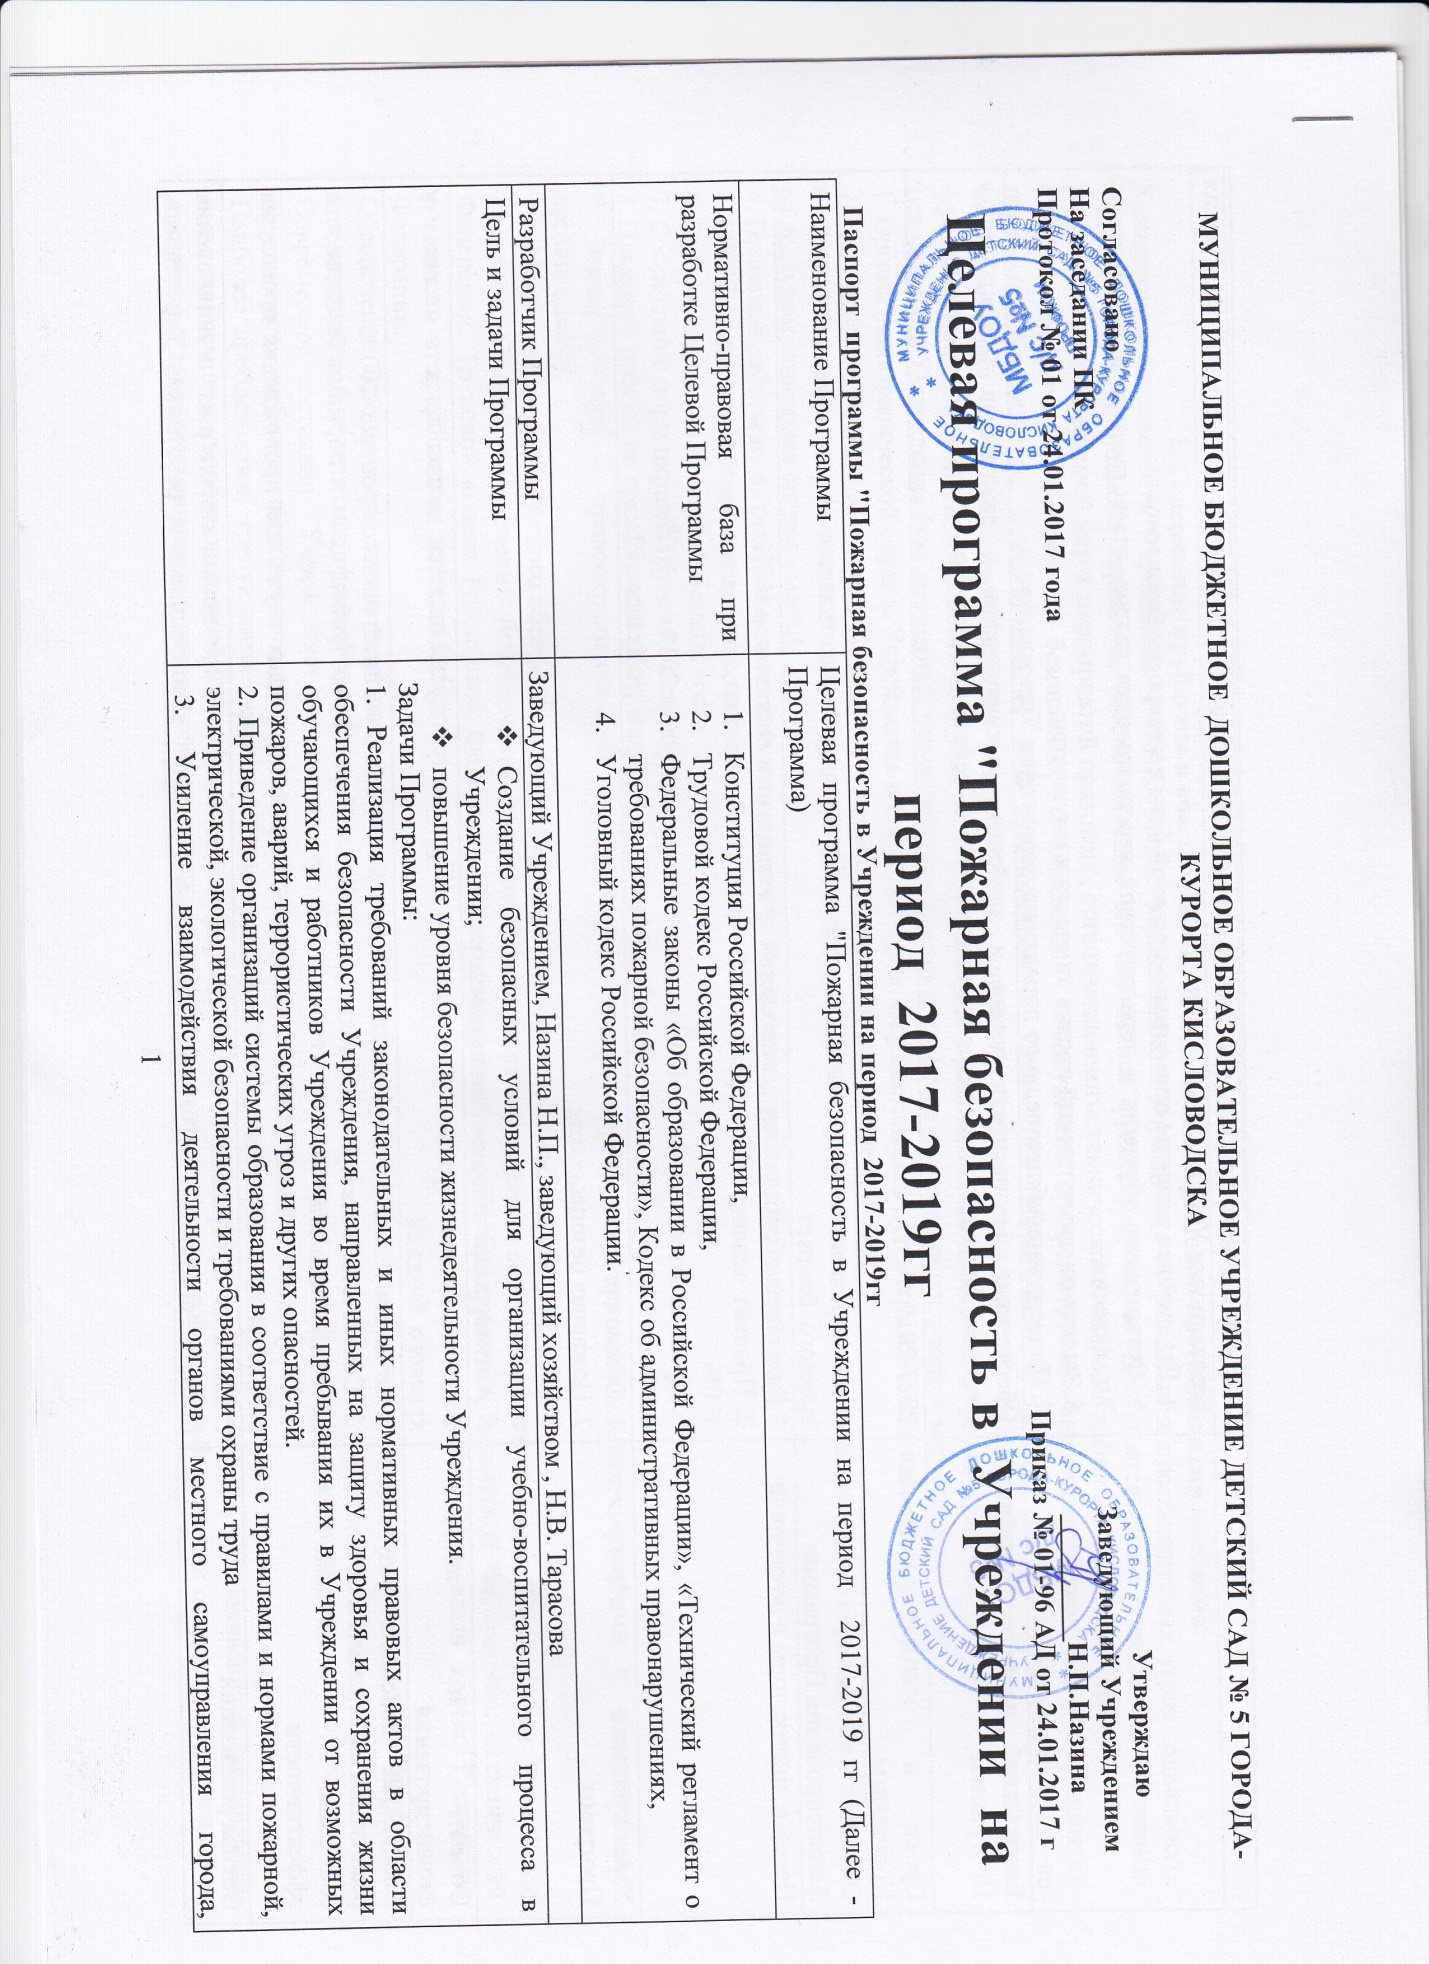 МУНИЦИПАЛЬНОЕ БЮДЖЕТНОЕ ДОШКОЛЬНОЕ ОБРАЗОВАТЕЛЬНОЕ УЧРЕЖДЕНИЕ ДЕТСКИЙ САД № 5 ГОРОДА-
КУРОРТА КИСЛОВОДСКА
Согласовано
На заседании ПК
Протокол № 01 от 24.01.2017 года
Утверждаю
Заведующий Учреждением
Н.П.Назина
Приказ № 01-96 АД от 24.01.2017 г
МУНИЦИПАЛЬНОЕ БЮДЖЕТНОЕ ДОШКОЛЬНОЕ ОБРАЗОВАТЕЛЬНОЕ
МБДОУ
д/с №5
Целевая программа "Пожарная безопасность в Учреждении на
период 2017-2019гг
Паспорт программы "Пожарная безопасность в Учреждении на период 2017-2019гг
Наименование Программы
Целевая программа "Пожарная безопасность в Учреждении на период 2017-2019 гг (Далее -
Программа)
Нормативно-правовая база при
разработке Целевой Программы
1. Конституция Российской Федерации,
2. Трудовой кодекс Российской Федерации,
3. Федеральные законы «Об образовании в Российской Федерации», «Технический регламент о
требованиях пожарной безопасности», Кодекс об административных правонарушениях,
4. Уголовный кодекс Российской Федерации.
Разработчик Программы
Заведующий Учреждением, Назина Н.П., заведующий хозяйством , Н.В. Тарасова
Цель и задачи Программы
❖ Создание безопасных условий для организации учебно-воспитательного процесса в
Учреждении;
❖ повышение уровня безопасности жизнедеятельности Учреждения.
Задачи Программы:
1. Реализация требований законодательных и иных нормативных правовых актов в области
обеспечения безопасности Учреждения, направленных на защиту здоровья и сохранения жизни
обучающихся и работников Учреждения во время пребывания их в Учреждении от возможных
пожаров, аварий, террористических угроз и других опасностей.
2. Приведение организаций системы образования в соответствие с правилами и нормами пожарной,
электрической, экологической безопасности и требованиями охраны труда
3. Усиление взаимодействия деятельности органов местного самоуправления города,
1